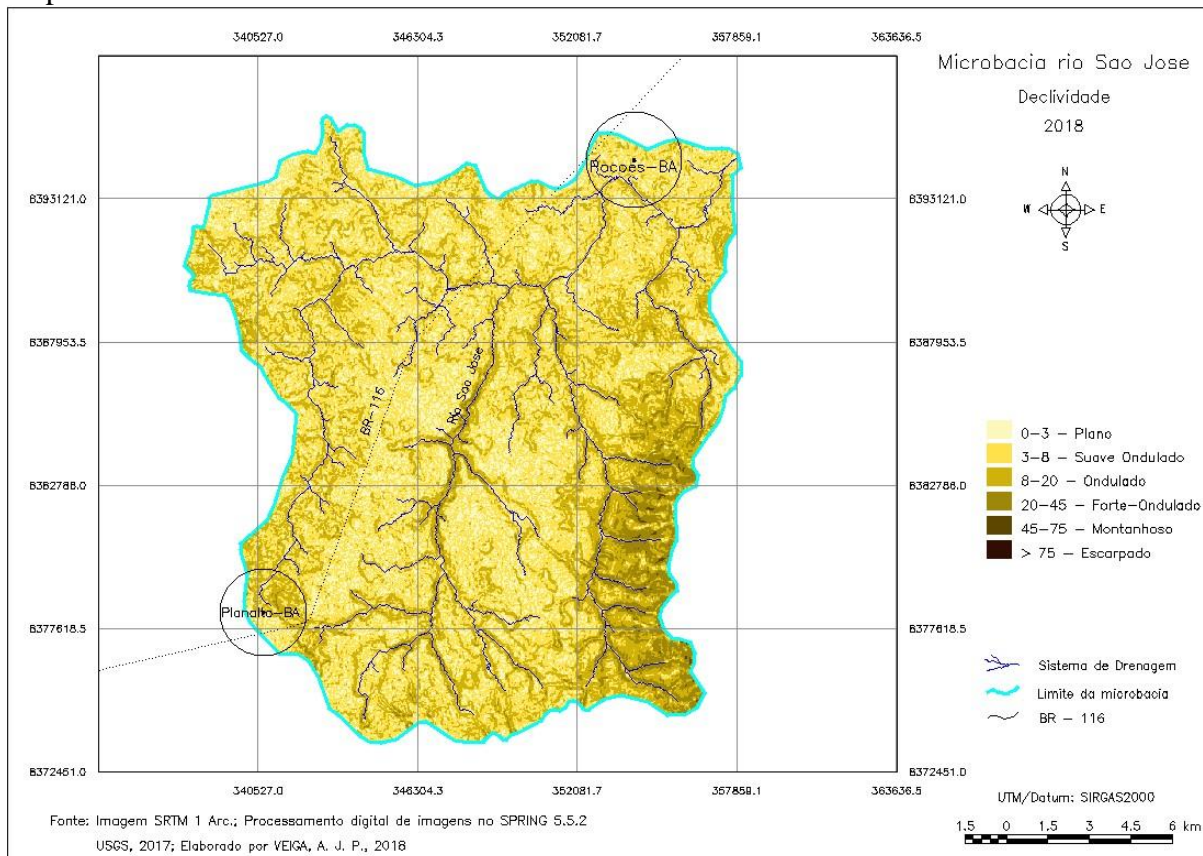 340527.0 346304.3 352081.7 357859.1 363636.5
Microbacia rio Sao Jose
Declividade
2018
N
W E
S
Pocoes-BA
8393121.0 8393121.0
8387953.5 8387953.5
Rio Sao Jose
BR-116
0-3 - Plano
3-8 - Suave Ondulado
8-20 - Ondulado
20-45 - Forte-Ondulado
45-75 - Montanhoso
> 75 - Escarpado
8382786.0 8382786.0
Planalto-BA
8377618.5 8377618.5
Sistema de Drenagem
Limite da microbacia
BR - 116
8372451.0 8372451.0
340527.0 346304.3 352081.7 357859.1 363636.5
UTM/Datum: SIRGAS2000
1.5 0 1.5 3 4.5 6 km
Fonte: Imagem SRTM 1 Arc.; Processamento digital de imagens no SPRING 5.5.2
USGS, 2017; Elaborado por VEIGA, A. J. P., 2018